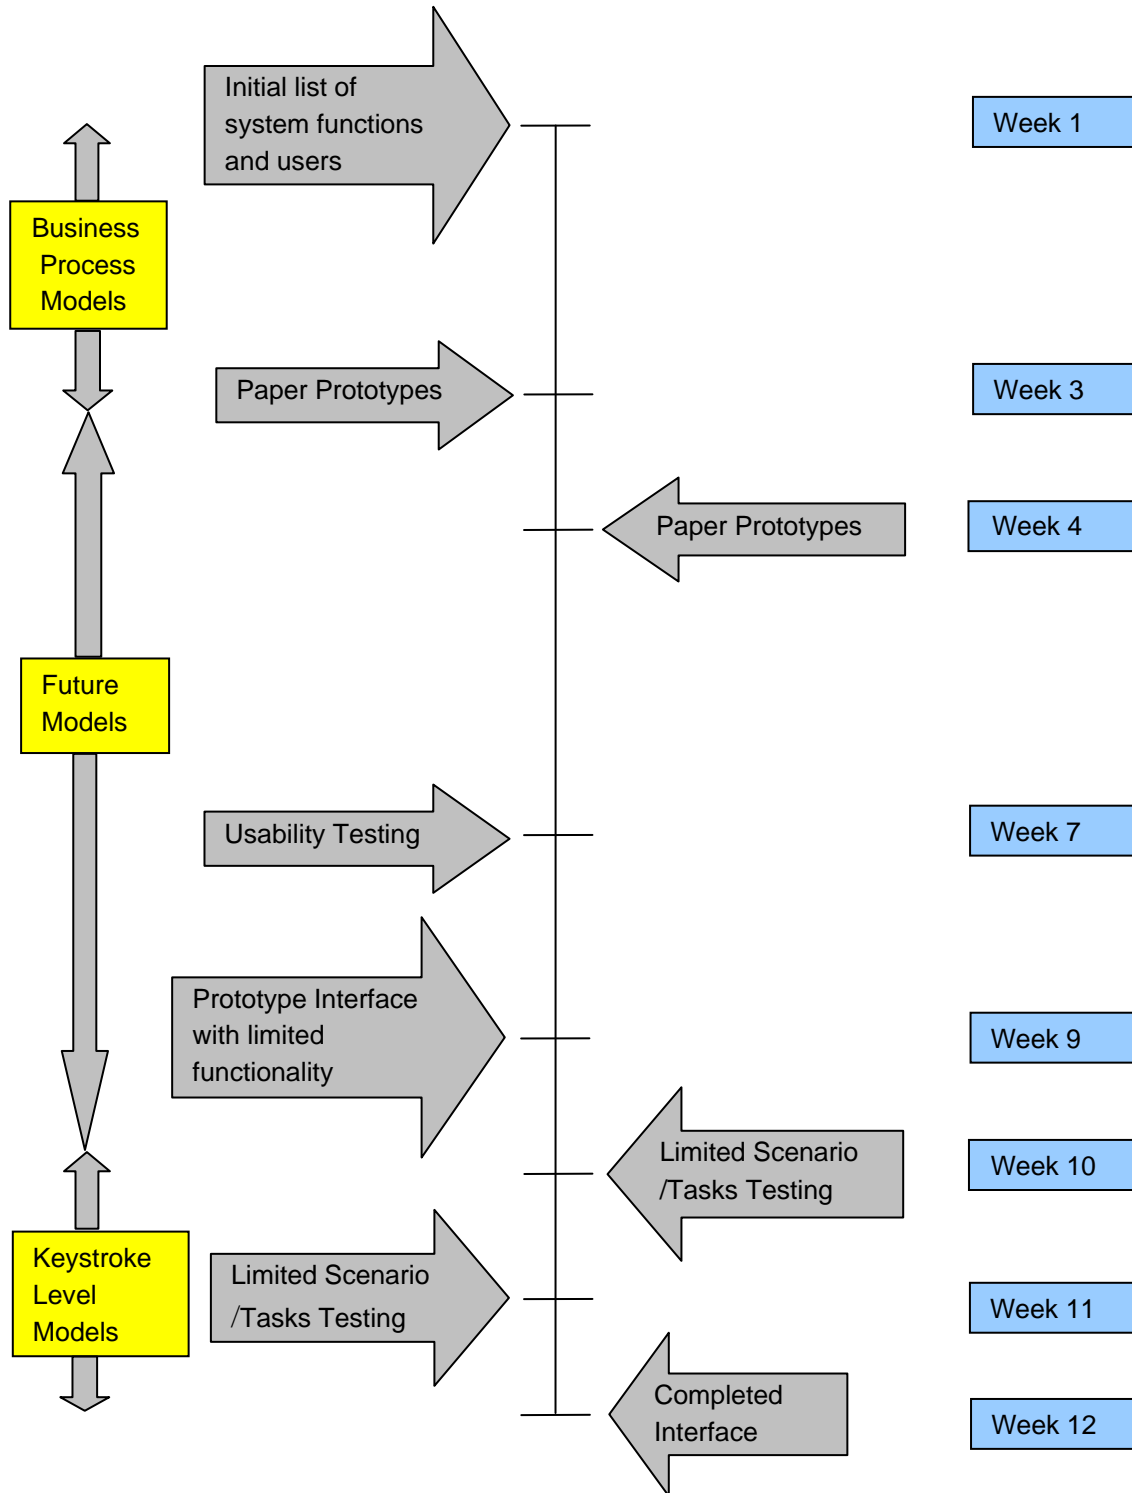 Initial list of
system functions
and users
Week 1
Business
Process
Models
Paper Prototypes
Week 3
Paper Prototypes
Week 4
Future
Models
Usability Testing
Week 7
Prototype Interface
with limited
functionality
Week 9
Limited Scenario
/Tasks Testing
Week 10
Keystroke
Level
Models
Limited Scenario
/Tasks Testing
Week 11
Completed
Interface
Week 12